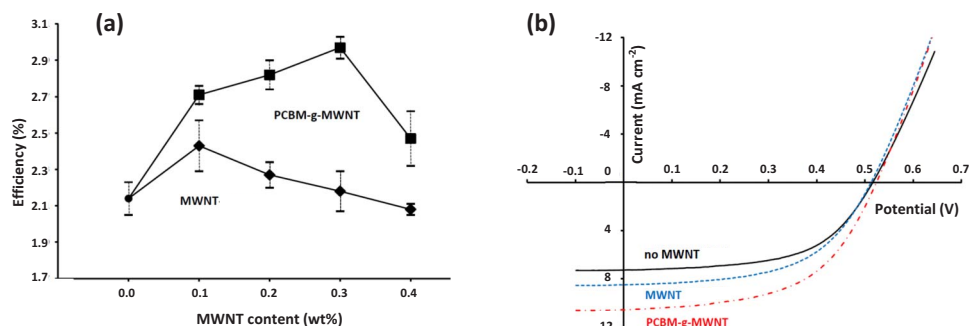 (a)
3.1
2.9
2.7
2.5
2.3
2.1
1.9
1.7
Efficiency (%)
PCBM-g-MWNT
MWNT
0.0 0.1 0.2 0.3 0.4
MWNT content (wt%)
(b)
-12
-8
-4
0
4
8
12
Current (mA cm-2)
-0.2 -0.1 0 0.1 0.2 0.3 0.4 0.5 0.6 0.7
Potential (V)
no MWNT
MWNT
PCBM-g-MWNT